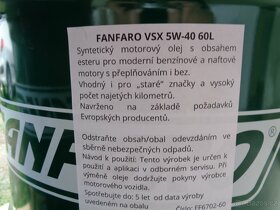 FANFARO VSX 5W-40 60L
Syntetický motorový olej s obsahem
esteru pro moderní benzínové a naftové
motory s přeplňováním i bez.
Vhodný i pro „staré" značky a vysoký
počet najetých kilometrů.
Navrženo na základě požadavků
Evropských producentů.
Odstraňte obsah/obal odevzdáním ve
sběrně nebezpečných odpadů.
Návod k použití: Tento výrobek je určen k
použití a aplikaci v odborném servisu. Při
výměně oleje dodržujte pokyny výrobce
motorového vozidla.
Spotřebujte do: 5 let od data výroby
uvedeném na obalu
Číslo: FF6702-60